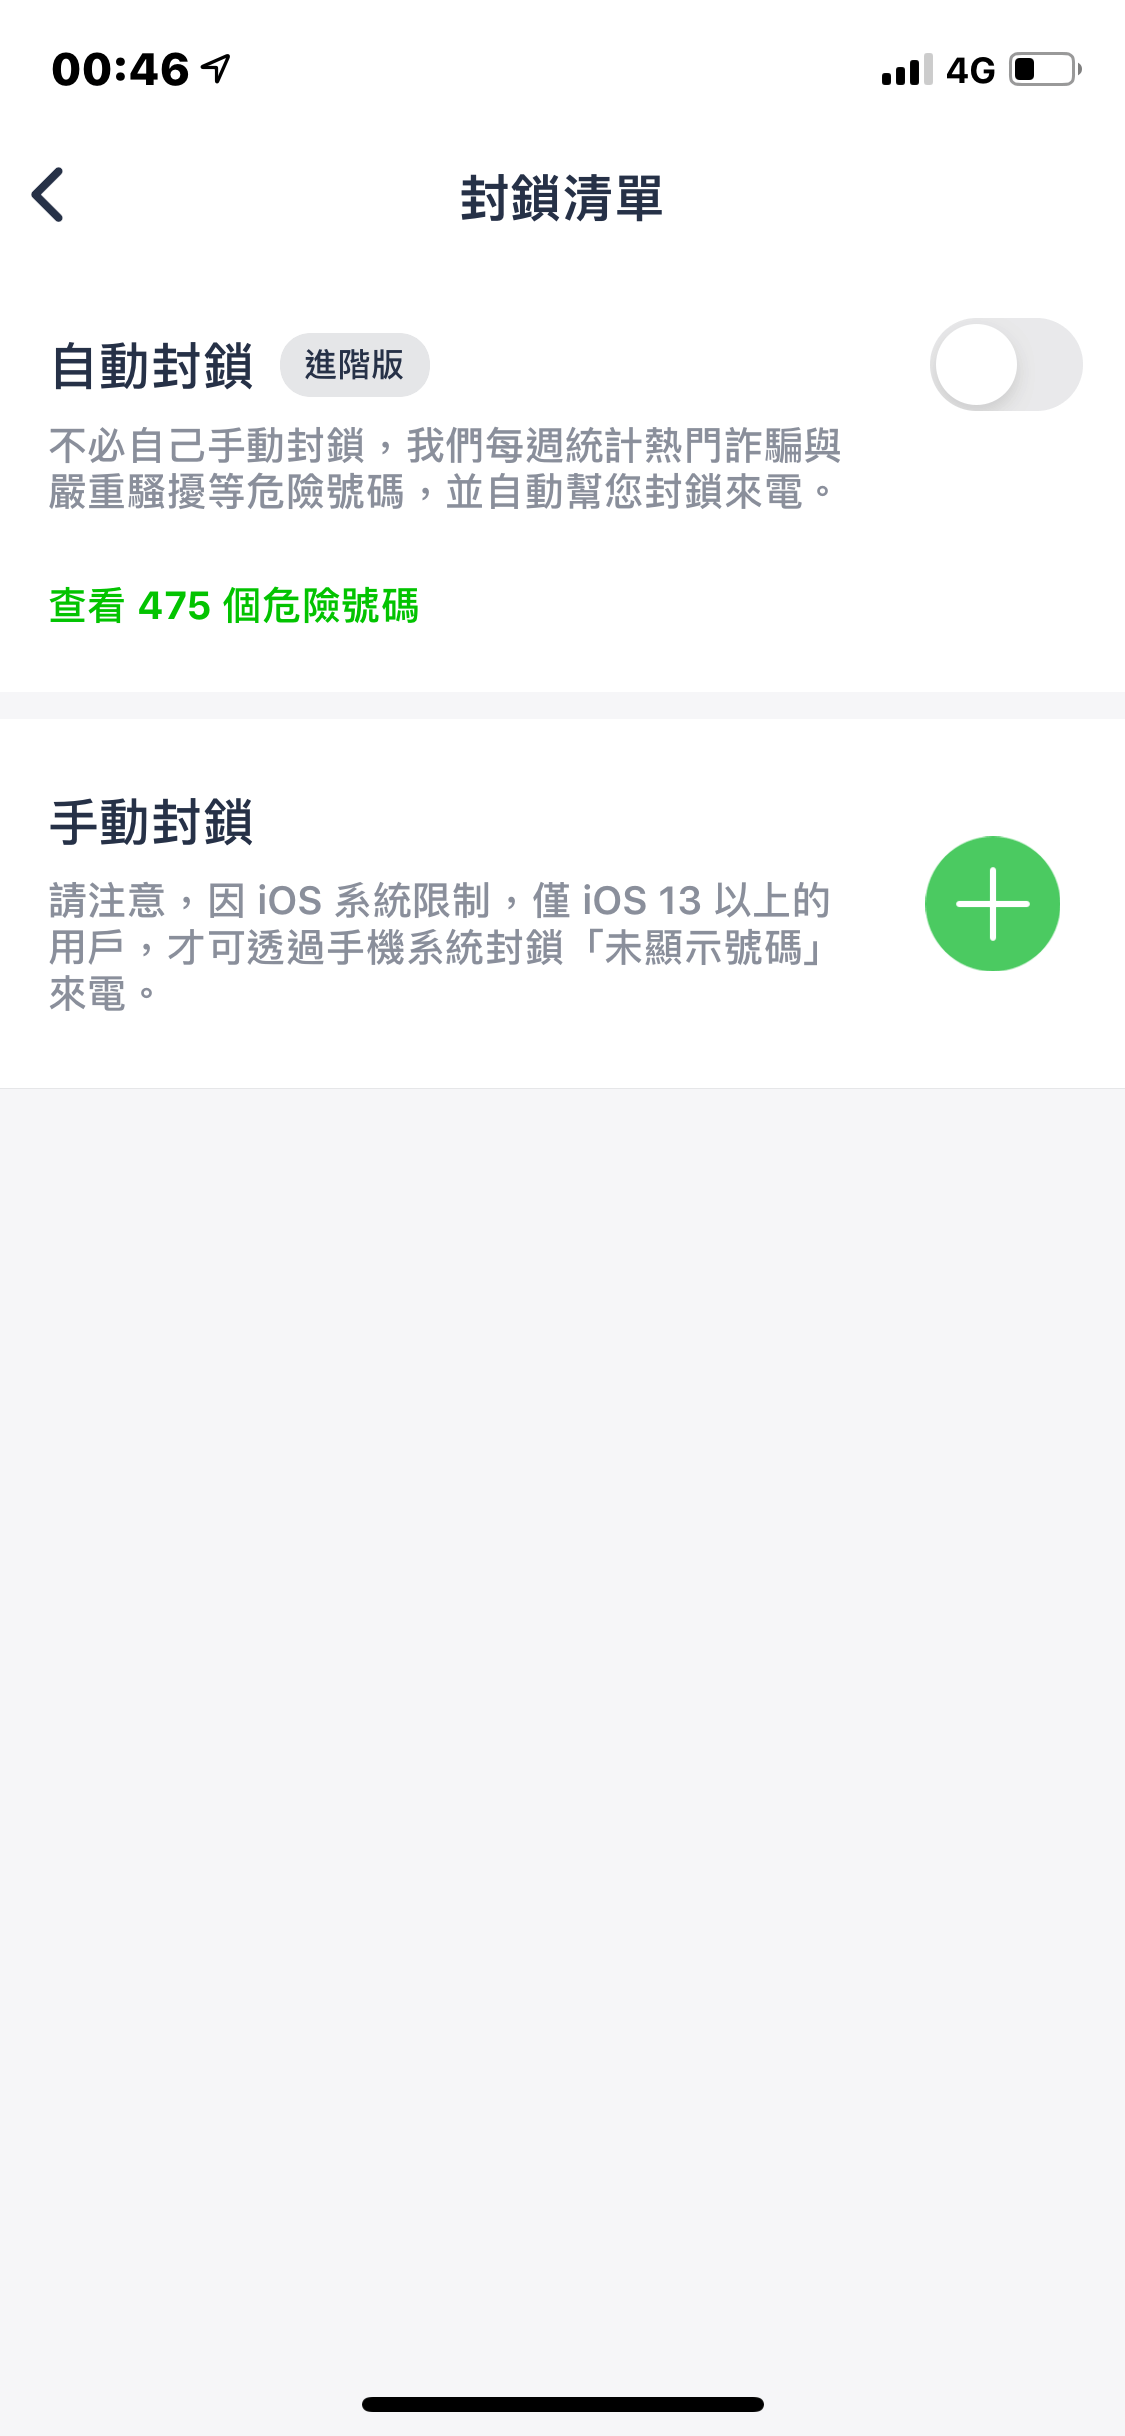 00:46
4G
封鎖清單
自動封鎖 進階版
不必自己手動封鎖，我們每週統計熱門詐騙與
嚴重騷擾等危險號碼，並自動幫您封鎖來電。
查看 475 個危險號碼
手動封鎖
請注意，因 iOS 系統限制，僅 iOS 13 以上的
用戶，才可透過手機系統封鎖「未顯示號碼」
來電。